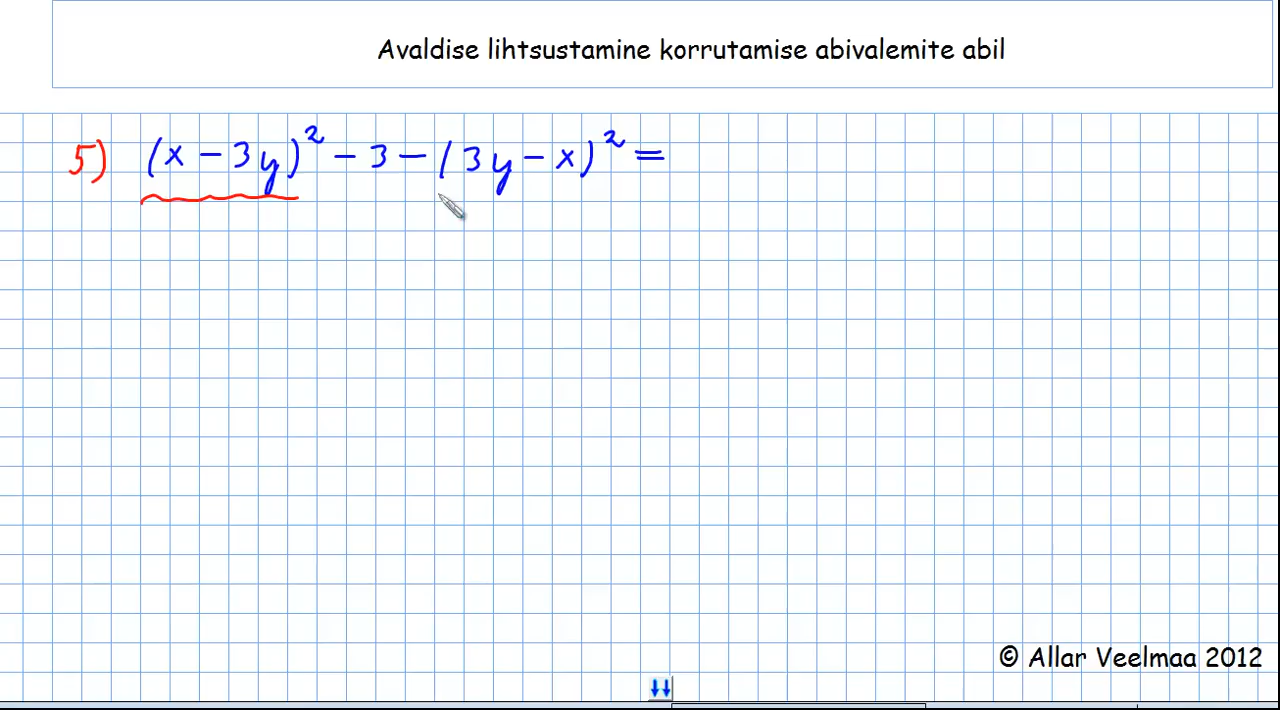 Avaldise lihtsustamine korrutamise abivalemite abil
5) (x - 3y)² - 3 - (3y - x)² =
© Allar Veelmaa 2012